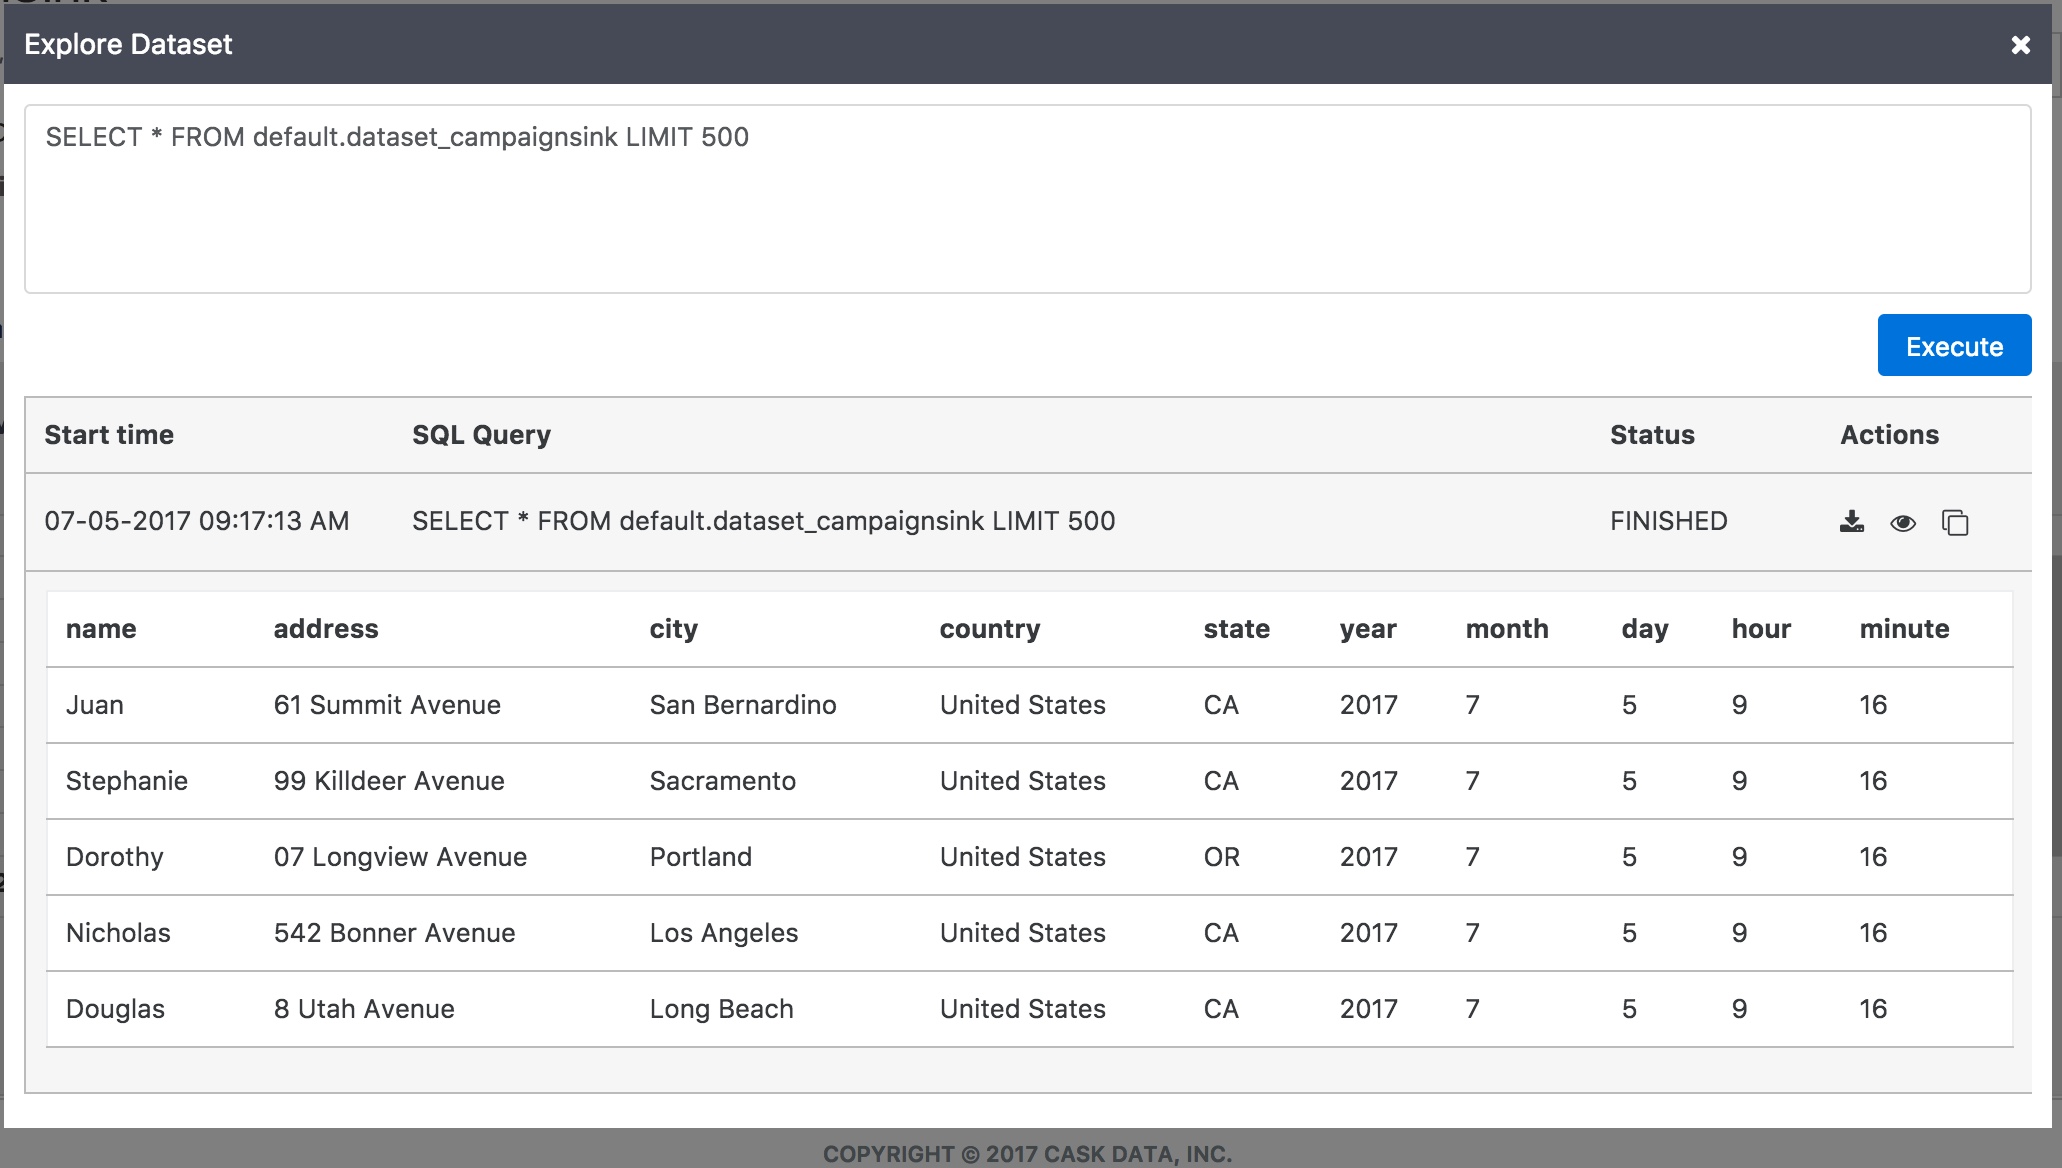 Explore Dataset
SELECT * FROM default.dataset_campaignsink LIMIT 500
Execute
Start time SQL Query Status Actions
07-05-2017 09:17:13 AM SELECT * FROM default.dataset_campaignsink LIMIT 500 FINISHED
name address city country state year month day hour minute
Juan 61 Summit Avenue San Bernardino United States CA 2017 7 5 9 16
Stephanie 99 Killdeer Avenue Sacramento United States CA 2017 7 5 9 16
Dorothy 07 Longview Avenue Portland United States OR 2017 7 5 9 16
Nicholas 542 Bonner Avenue Los Angeles United States CA 2017 7 5 9 16
Douglas 8 Utah Avenue Long Beach United States CA 2017 7 5 9 16
COPYRIGHT © 2017 CASK DATA, INC.